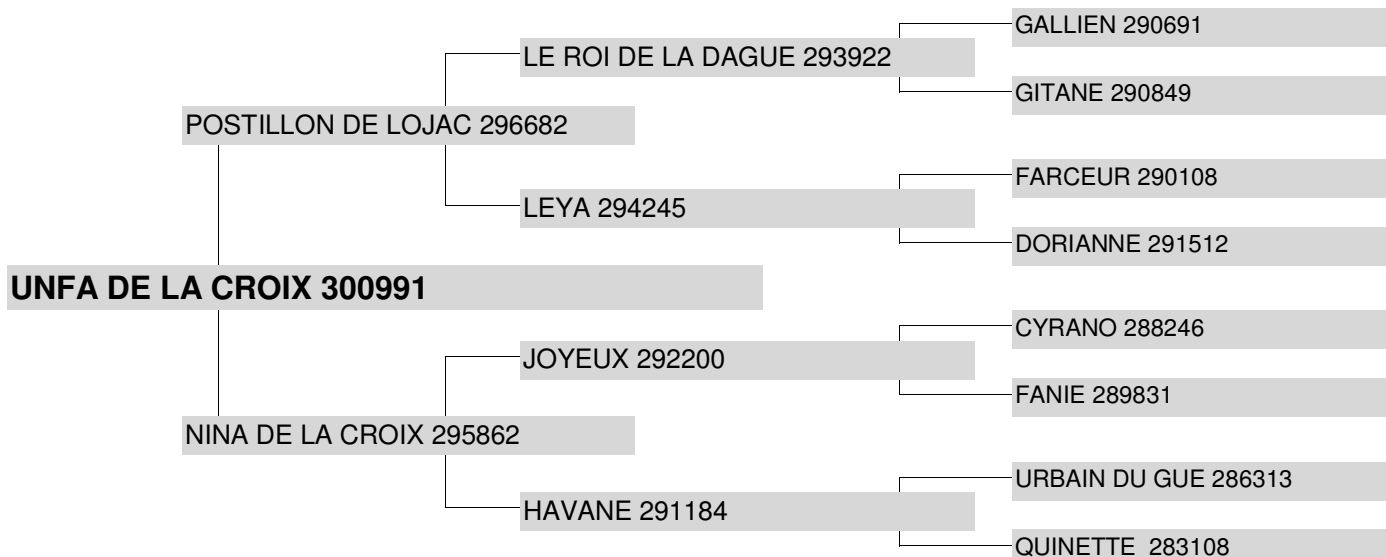 GALLIEN 290691
LE ROI DE LA DAGUE 293922
GITANE 290849
POSTILLON DE LOJAC 296682
FARCEUR 290108
LEYA 294245
DORIANNE 291512
UNFA DE LA CROIX 300991
CYRANO 288246
JOYEUX 292200
FANIE 289831
NINA DE LA CROIX 295862
URBAIN DU GUE 286313
HAVANE 291184
QUINETTE 283108